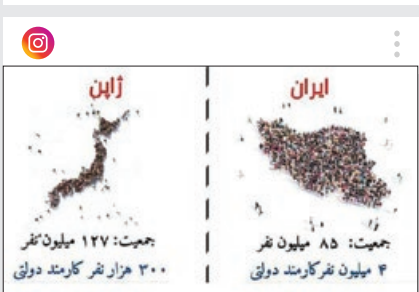 ایران
جمعیت: ۸۵ میلیون نفر
۴ میلیون نفر کارمند دولتی
ژاپن
جمعیت: ۱۲۷ میلیون نفر
۳۰۰ هزار نفر کارمند دولتی